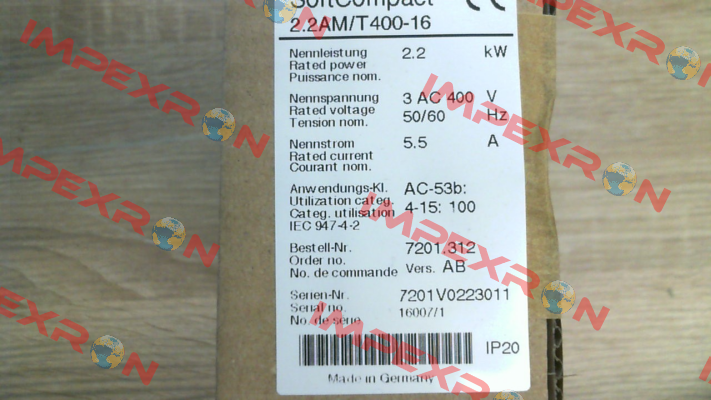 SoftCompact CE
2.2AM/T400-16
Nennleistung 2.2 kW
Rated power
Puissance nom.
Nennspannung 3 AC 400 V
Rated voltage 50/60 Hz
Tension nom.
Nennstrom 5.5 A
Rated current
Courant nom.
Anwendungs-Kl. AC-53b:
Utilization categ. 4-15: 100
Categ. utilisation
IEC 947-4-2
Bestell-Nr. 7201.312
Order no.
No. de commande Vers. AB
Serien-Nr. 7201V0223011
Serial no. 16007/1
No. de série
IP20
Made in Germany
IMPEXRON
IMPEXRON
IMPEXRON
IMPEXRON
IMPEXRON